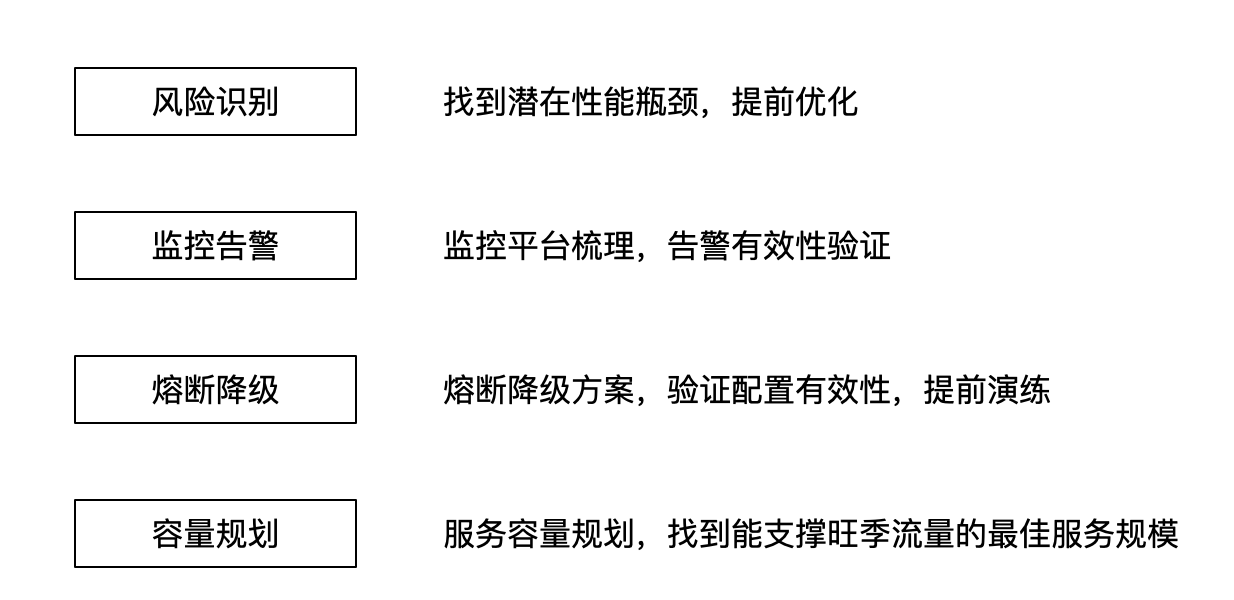 风险识别
找到潜在性能瓶颈，提前优化
监控告警
监控平台梳理，告警有效性验证
熔断降级
熔断降级方案，验证配置有效性，提前演练
容量规划
服务容量规划，找到能支撑旺季流量的最佳服务规模